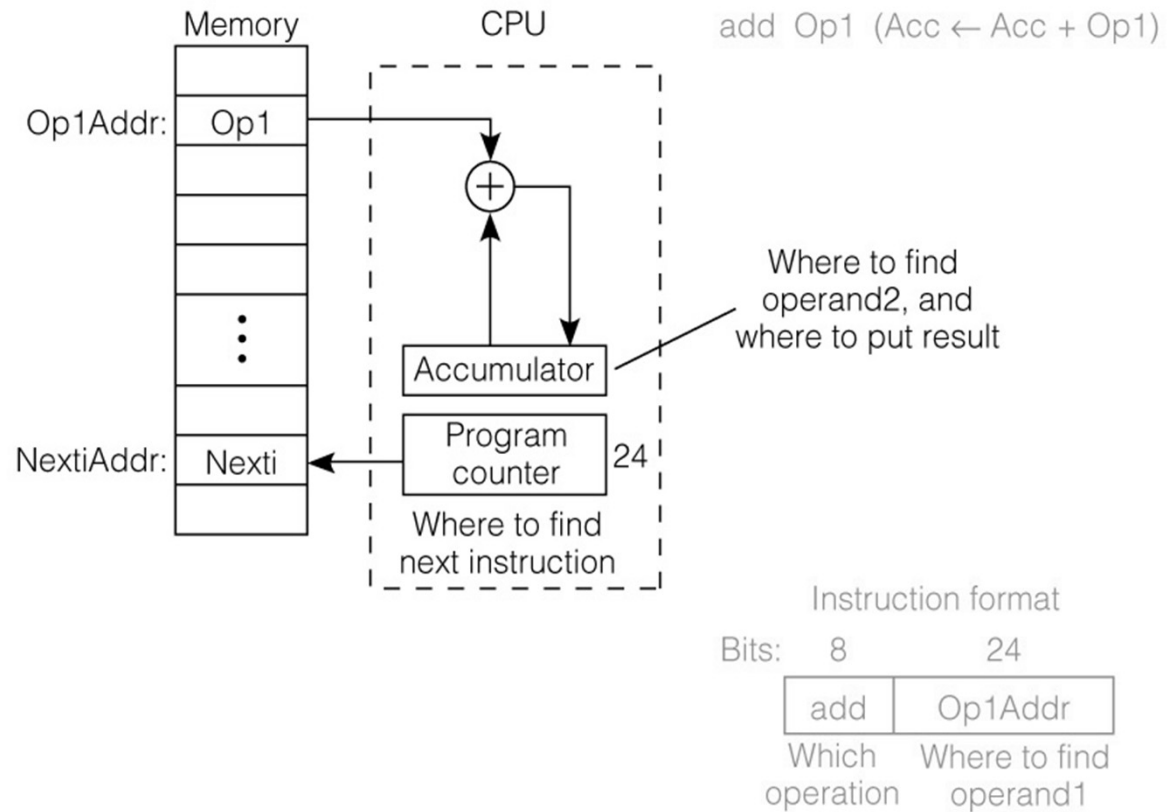 Memory
CPU
add Op1 (Acc ← Acc + Op1)
Op1Addr:
Op1
+
Where to find
operand2, and
where to put result
Accumulator
NextiAddr:
Nexti
Program
counter
24
Where to find
next instruction
Instruction format
Bits: 8 24
add Op1Addr
Which
operation
Where to find
operand1